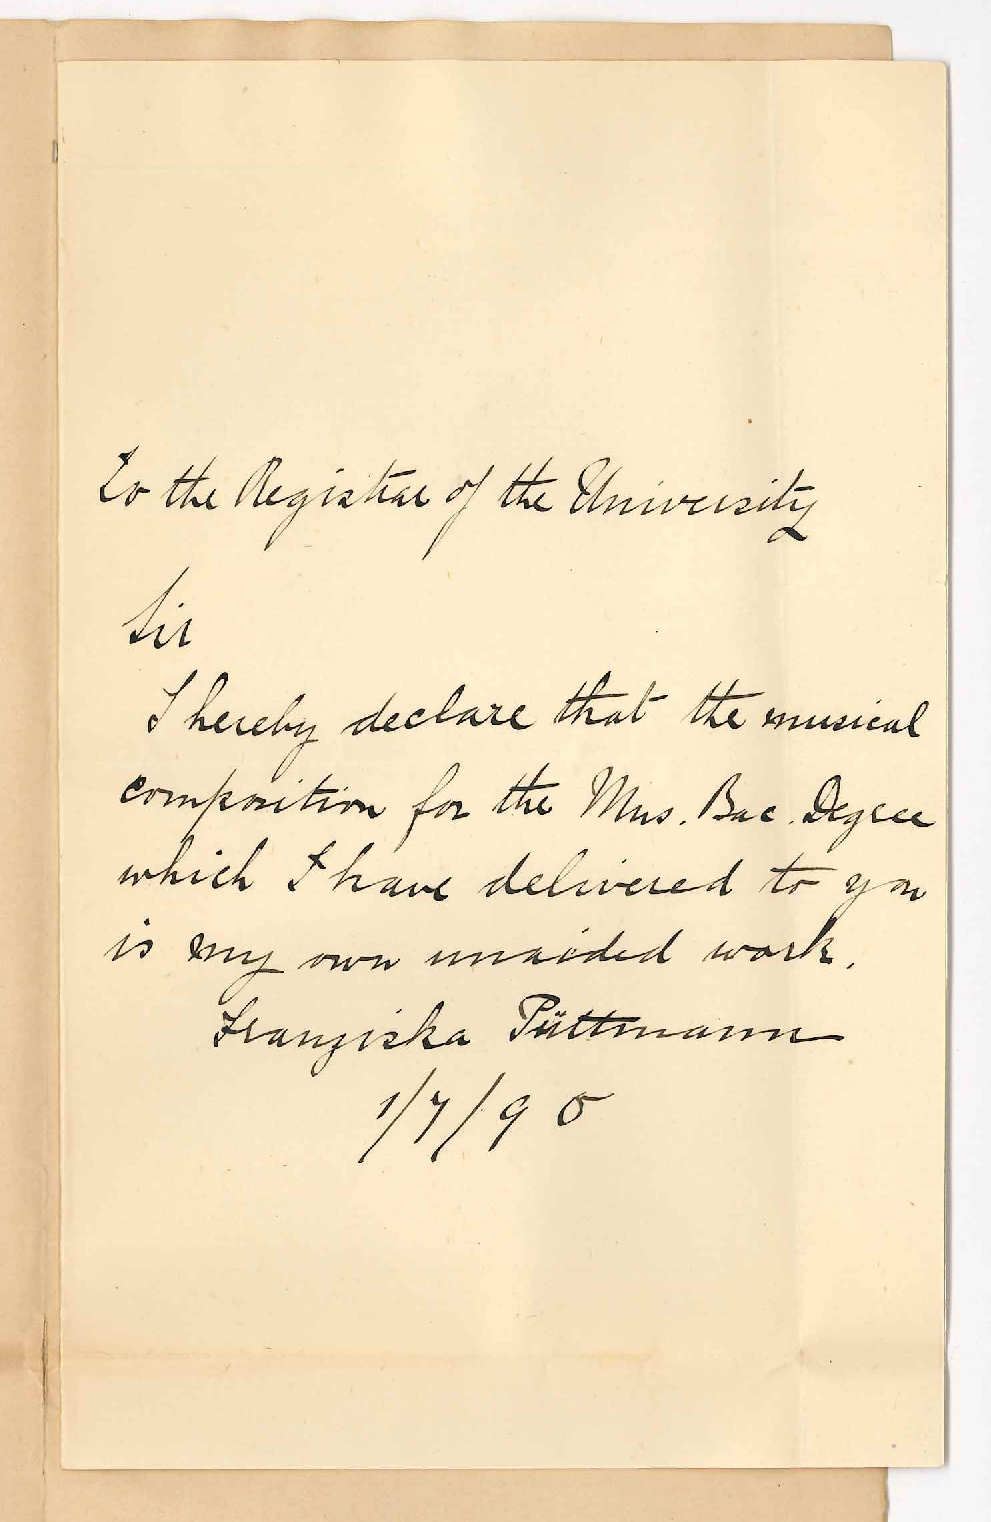 To the Registrar of the University
Sir
I hereby declare that the musical
composition for the Mus. Bac. Degree
which I have delivered to you
is my own unaided work.
Franziska Püttmann
1/7/95